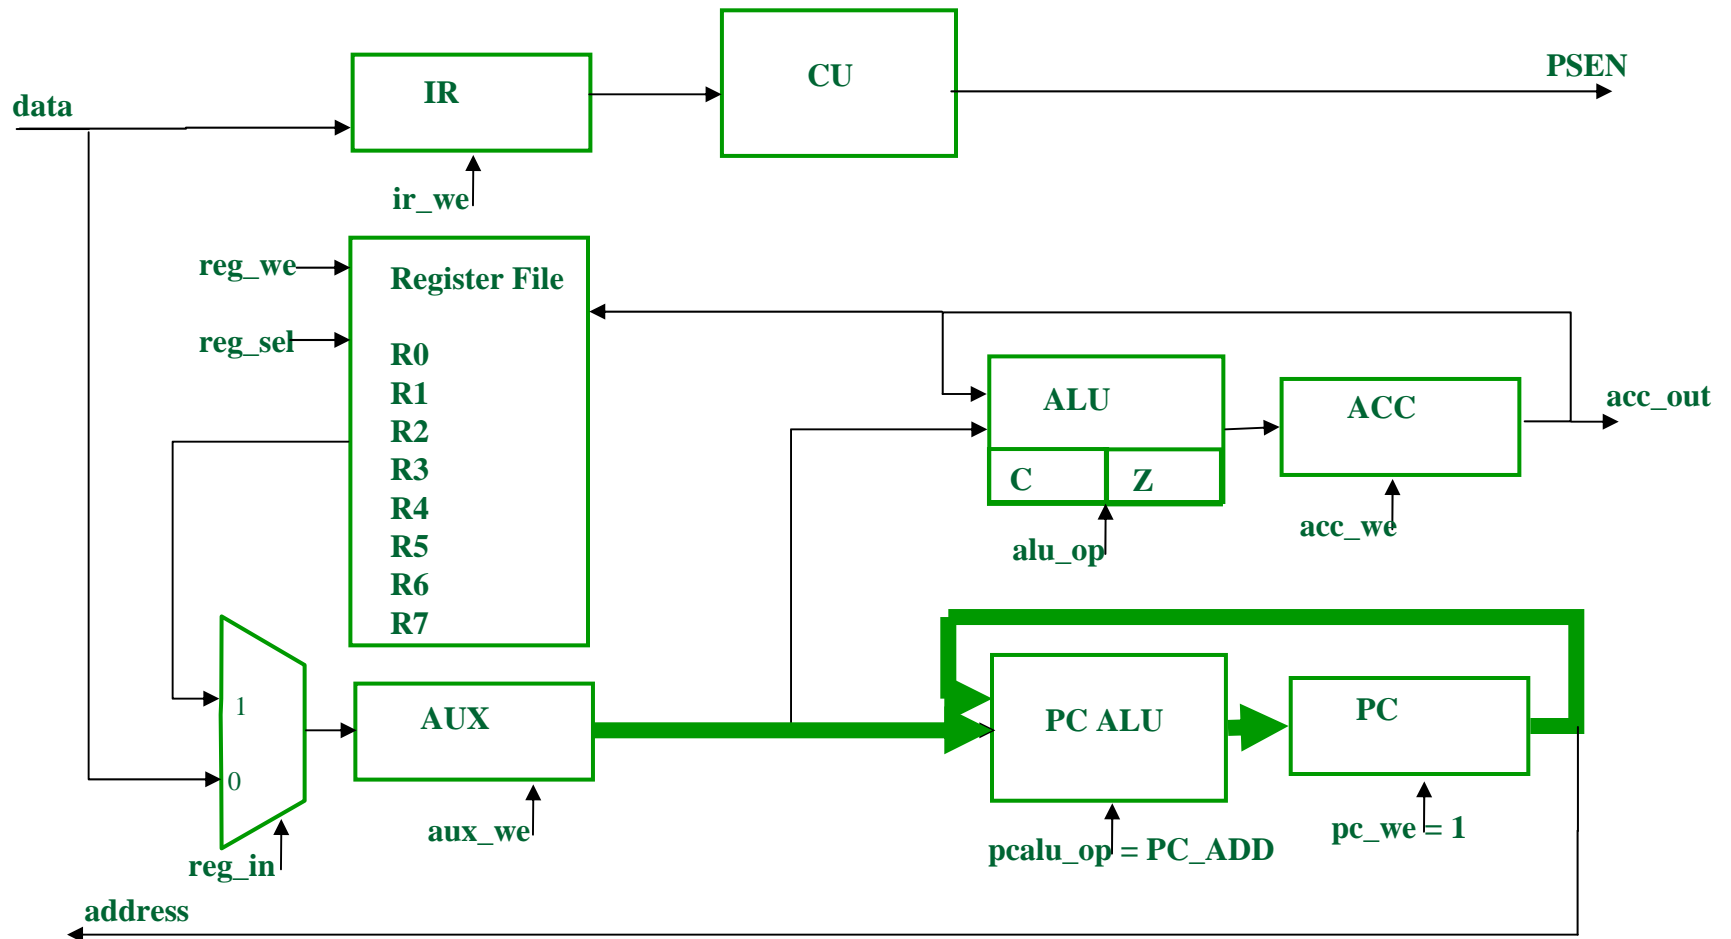 CU
PSEN
IR
data
ir_we
reg_we
Register File
reg_sel
R0
R1
R2
R3
R4
R5
R6
R7
ALU
ACC
acc_out
C
Z
alu_op
acc_we
1
0
AUX
PC ALU
PC
aux_we
reg_in
pcalu_op = PC_ADD
pc_we = 1
address